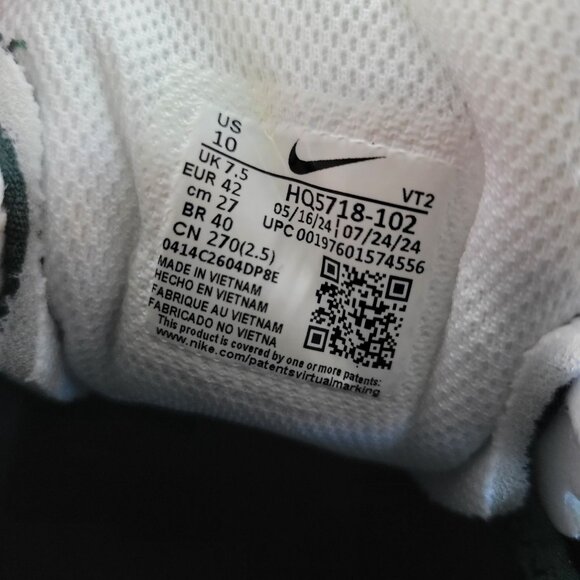 US
10
UK 7.5
EUR 42
cm 27
BR 40
CN 270(2.5)
0414C2604DP8E
MADE IN VIETNAM
HECHO EN VIETNAM
FABRIQUE AU VIETNAM
FABRICADO NO VIETNA
This product is covered by one or more patents:
www.nike.com/patentsvirtualmarking
VT2
HQ5718-102
05/16/24 | 07/24/24
UPC 00197601574556